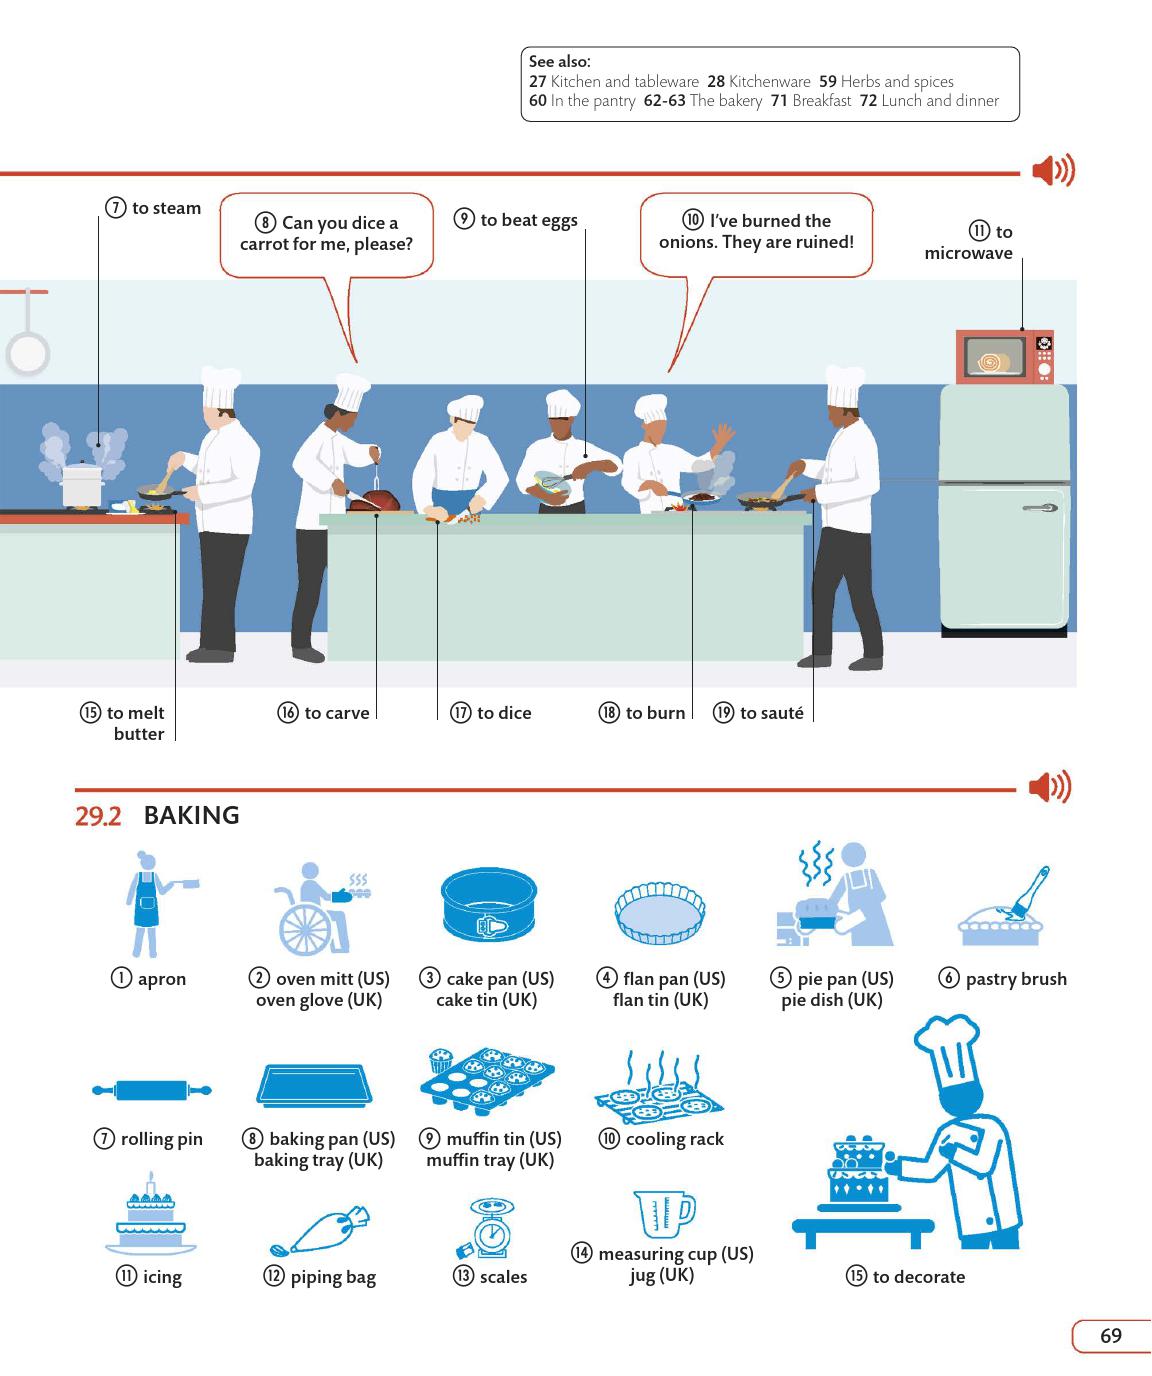 See also:
27 Kitchen and tableware 28 Kitchenware 59 Herbs and spices
60 In the pantry 62-63 The bakery 71 Breakfast 72 Lunch and dinner
7 to steam
8 Can you dice a
carrot for me, please?
9 to beat eggs
10 I've burned the
onions. They are ruined!
11 to
microwave
15 to melt
butter
16 to carve
17 to dice
18 to burn
19 to sauté
29.2 BAKING
1 apron
2 oven mitt (US)
oven glove (UK)
3 cake pan (US)
cake tin (UK)
4 flan pan (US)
flan tin (UK)
5 pie pan (US)
pie dish (UK)
6 pastry brush
7 rolling pin
8 baking pan (US)
baking tray (UK)
9 muffin tin (US)
muffin tray (UK)
10 cooling rack
11 icing
12 piping bag
13 scales
14 measuring cup (US)
jug (UK)
15 to decorate
69